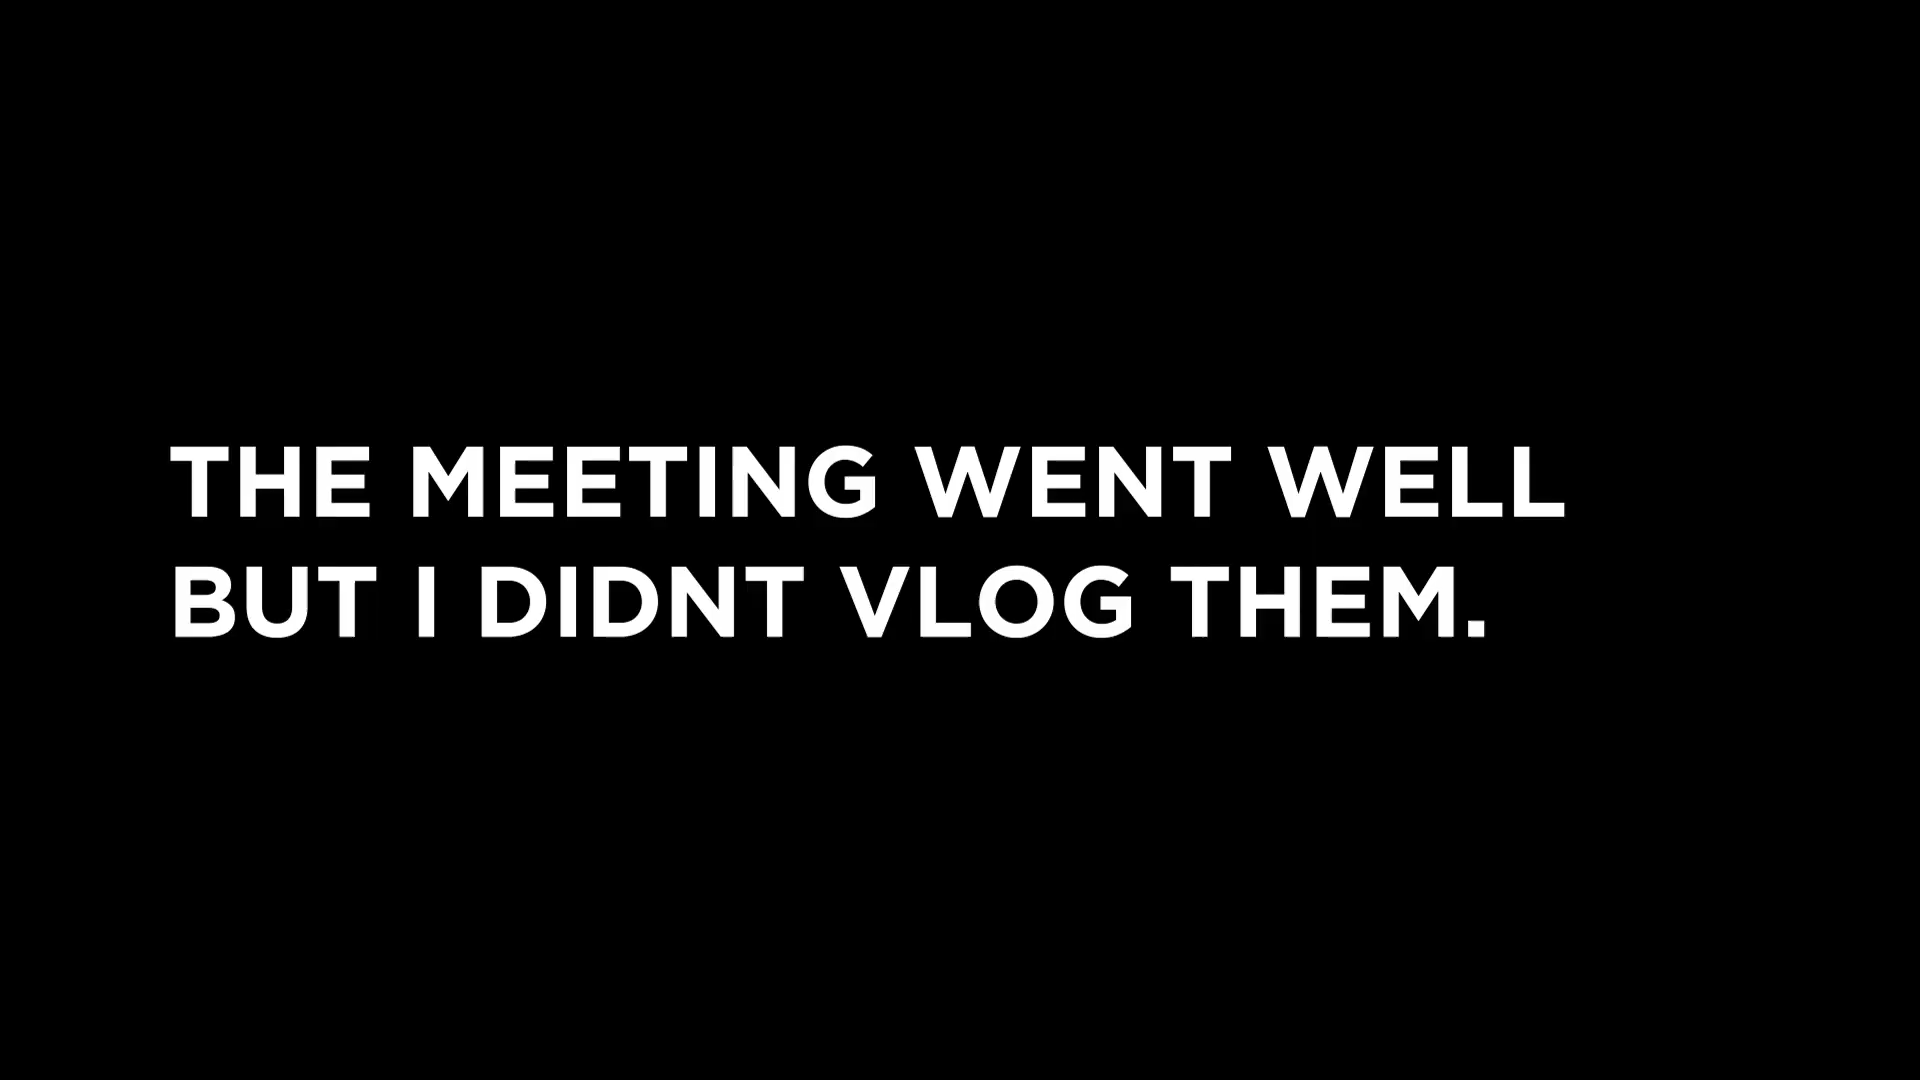 THE MEETING WENT WELL
BUT I DIDNT VLOG THEM.